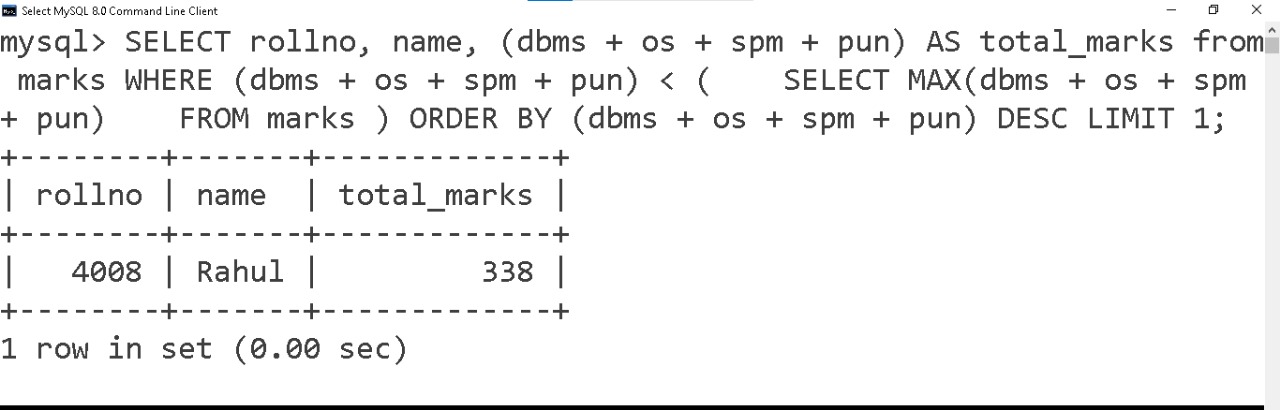 Select MySQL 8.0 Command Line Client
mysql> SELECT rollno, name, (dbms + os + spm + pun) AS total_marks from
 marks WHERE (dbms + os + spm + pun) < (    SELECT MAX(dbms + os + spm
+ pun)    FROM marks ) ORDER BY (dbms + os + spm + pun) DESC LIMIT 1;
+--------+-------+-------------+
| rollno | name  | total_marks |
+--------+-------+-------------+
|   4008 | Rahul |         338 |
+--------+-------+-------------+
1 row in set (0.00 sec)